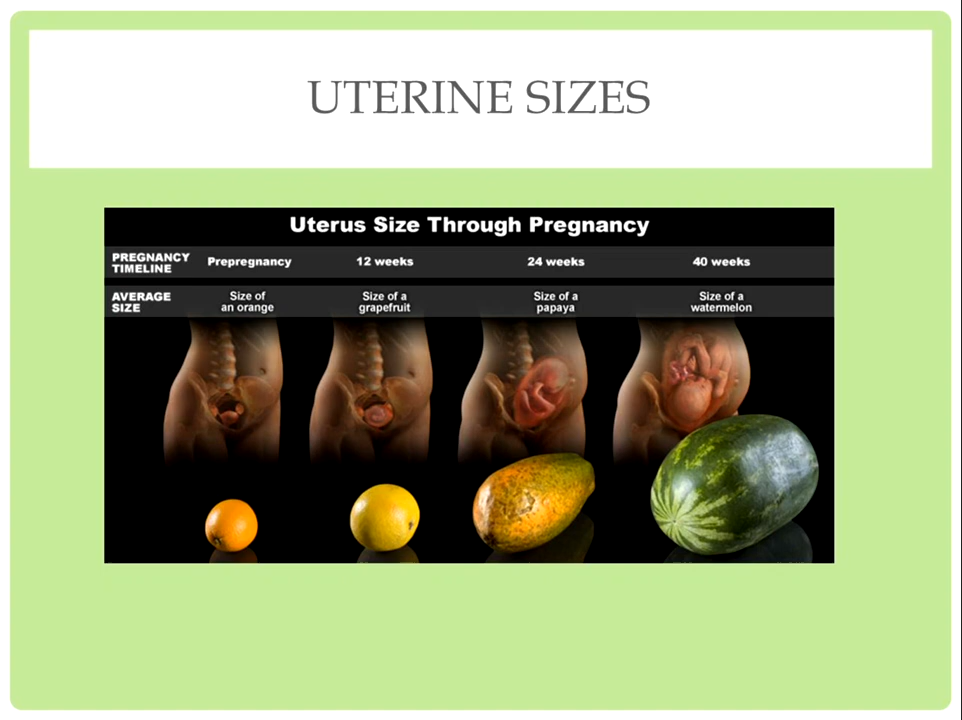 UTERINE SIZES
Uterus Size Through Pregnancy
PREGNANCY TIMELINE Prepregnancy 12 weeks 24 weeks 40 weeks
AVERAGE SIZE Size of an orange Size of a grapefruit Size of a papaya Size of a watermelon